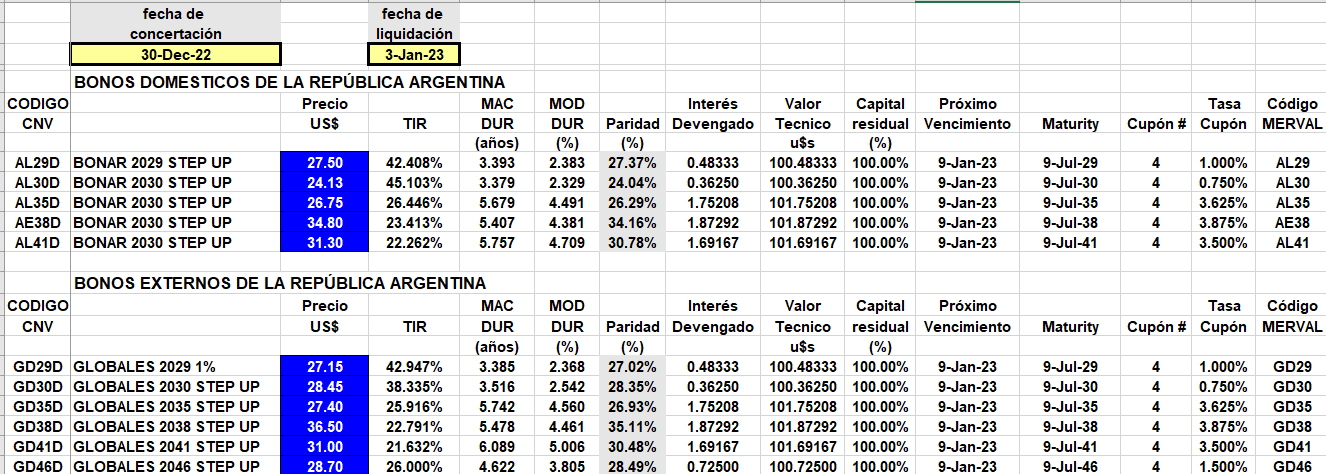 fecha de fecha de
concertación liquidación
30-Dec-22 3-Jan-23
BONOS DOMESTICOS DE LA REPÚBLICA ARGENTINA
CODIGO Precio MAC MOD Interés Valor Capital Próximo Tasa Código
CNV US$ TIR DUR DUR Paridad Devengado Tecnico residual Vencimiento Maturity Cupón # Cupón MERVAL
(años) (%) (%) u$s (%)
AL29D BONAR 2029 STEP UP 27.50 42.408% 3.393 2.383 27.37% 0.48333 100.48333 100.00% 9-Jan-23 9-Jul-29 4 1.000% AL29
AL30D BONAR 2030 STEP UP 24.13 45.103% 3.379 2.329 24.04% 0.36250 100.36250 100.00% 9-Jan-23 9-Jul-30 4 0.750% AL30
AL35D BONAR 2030 STEP UP 26.75 26.446% 5.679 4.491 26.29% 1.75208 101.75208 100.00% 9-Jan-23 9-Jul-35 4 3.625% AL35
AE38D BONAR 2030 STEP UP 34.80 23.413% 5.407 4.381 34.16% 1.87292 101.87292 100.00% 9-Jan-23 9-Jul-38 4 3.875% AE38
AL41D BONAR 2030 STEP UP 31.30 22.262% 5.757 4.709 30.78% 1.69167 101.69167 100.00% 9-Jan-23 9-Jul-41 4 3.500% AL41
BONOS EXTERNOS DE LA REPÚBLICA ARGENTINA
CODIGO Precio MAC MOD Interés Valor Capital Próximo Tasa Código
CNV US$ TIR DUR DUR Paridad Devengado Tecnico residual Vencimiento Maturity Cupón # Cupón MERVAL
(años) (%) (%) u$s (%)
GD29D GLOBALES 2029 1% 27.15 42.947% 3.385 2.368 27.02% 0.48333 100.48333 100.00% 9-Jan-23 9-Jul-29 4 1.000% GD29
GD30D GLOBALES 2030 STEP UP 28.45 38.335% 3.516 2.542 28.35% 0.36250 100.36250 100.00% 9-Jan-23 9-Jul-30 4 0.750% GD30
GD35D GLOBALES 2035 STEP UP 27.40 25.916% 5.742 4.560 26.93% 1.75208 101.75208 100.00% 9-Jan-23 9-Jul-35 4 3.625% GD35
GD38D GLOBALES 2038 STEP UP 36.50 22.791% 5.478 4.461 35.11% 1.87292 101.87292 100.00% 9-Jan-23 9-Jul-38 4 3.875% GD38
GD41D GLOBALES 2041 STEP UP 31.00 21.632% 6.089 5.006 30.48% 1.69167 101.69167 100.00% 9-Jan-23 9-Jul-41 4 3.500% GD41
GD46D GLOBALES 2046 STEP UP 28.70 26.000% 4.622 3.805 28.49% 0.72500 100.72500 100.00% 9-Jan-23 9-Jul-46 4 1.500% GD46